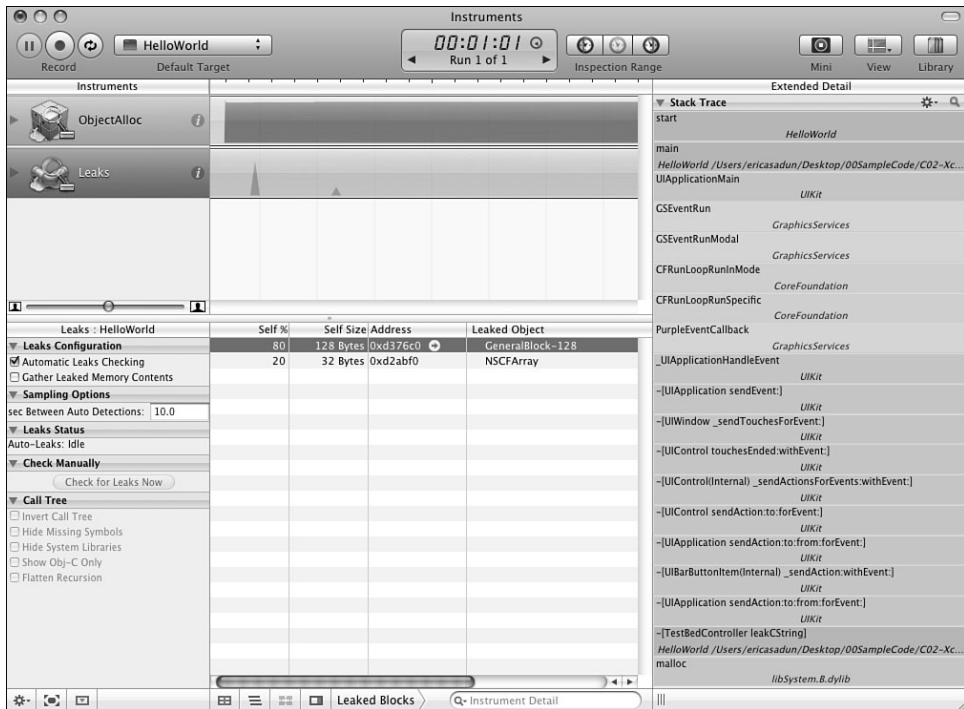 Instruments
HelloWorld
00:01:01
Run 1 of 1
Record
Default Target
Inspection Range
Mini
View
Library
Instruments
ObjectAlloc
Leaks
Extended Detail
Stack Trace
start
HelloWorld
main
HelloWorld /Users/ericasadun/Desktop/00SampleCode/C02-Xc...
UIApplicationMain
UIKit
GSEventRun
GraphicsServices
GSEventRunModal
GraphicsServices
CFRunLoopRunInMode
CoreFoundation
CFRunLoopRunSpecific
CoreFoundation
PurpleEventCallback
GraphicsServices
_UIApplicationHandleEvent
UIKit
-[UIApplication sendEvent:]
UIKit
-[UIWindow _sendTouchesForEvent:]
UIKit
-[UIControl touchesEnded:withEvent:]
UIKit
-[UIControl(Internal) _sendActionsForEvents:withEvent:]
UIKit
-[UIControl sendAction:to:forEvent:]
UIKit
-[UIApplication sendAction:to:from:forEvent:]
UIKit
-[UIBarButtonItem(Internal) _sendAction:withEvent:]
UIKit
-[UIApplication sendAction:to:from:forEvent:]
UIKit
-[TestBedController leakCString]
HelloWorld /Users/ericasadun/Desktop/00SampleCode/C02-Xc...
malloc
libSystem.B.dylib
Leaks : HelloWorld
Leaks Configuration
Automatic Leaks Checking
Gather Leaked Memory Contents
Sampling Options
sec Between Auto Detections: 10.0
Leaks Status
Auto-Leaks: Idle
Check Manually
Check for Leaks Now
Call Tree
Invert Call Tree
Hide Missing Symbols
Hide System Libraries
Show Obj-C Only
Flatten Recursion
Self % Self Size Address Leaked Object
80 128 Bytes 0xd376c0 GeneralBlock-128
20 32 Bytes 0xd2abf0 NSCFArray
Leaked Blocks
Instrument Detail